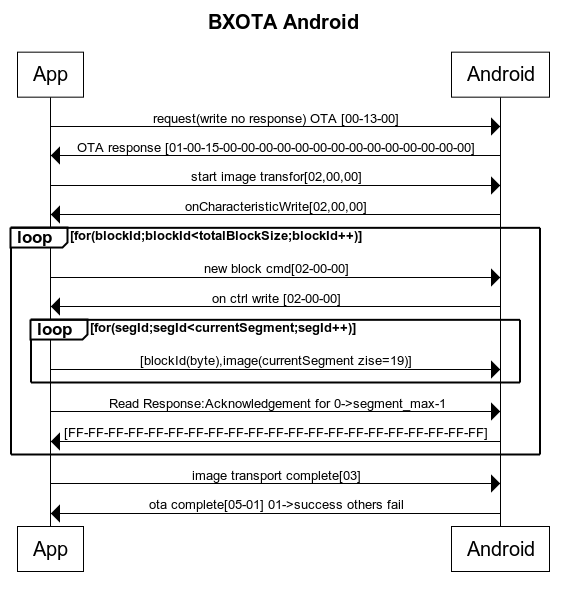 BXOTA Android
App
Android
request(write no response) OTA [00-13-00]
OTA response [01-00-15-00-00-00-00-00-00-00-00-00-00-00-00-00-00]
start image transfor[02,00,00]
onCharacteristicWrite[02,00,00]
loop [for(blockId;blockId<totalBlockSize;blockId++)]
new block cmd[02-00-00]
on ctrl write [02-00-00]
loop [for(segId;segId<currentSegment;segId++)]
[blockId(byte),image(currentSegment zise=19)]
Read Response:Acknowledgement for 0->segment_max-1
[FF-FF-FF-FF-FF-FF-FF-FF-FF-FF-FF-FF-FF-FF-FF-FF-FF-FF-FF-FF-FF]
image transport complete[03]
ota complete[05-01] 01->success others fail
App
Android